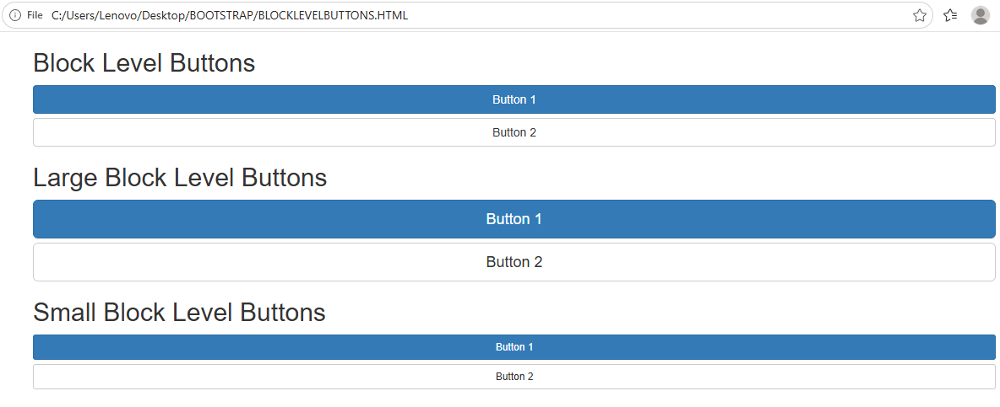 File C:/Users/Lenovo/Desktop/BOOTSTRAP/BLOCKLEVELBUTTONS.HTML
Block Level Buttons
Button 1
Button 2
Large Block Level Buttons
Button 1
Button 2
Small Block Level Buttons
Button 1
Button 2